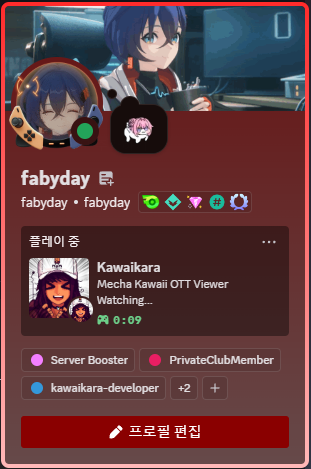 fabyday
fabyday • fabyday
플레이 중
Kawaikara
Mecha Kawaii OTT Viewer
Watching...
0:09
Server Booster
PrivateClubMember
kawaikara-developer
+2
프로필 편집